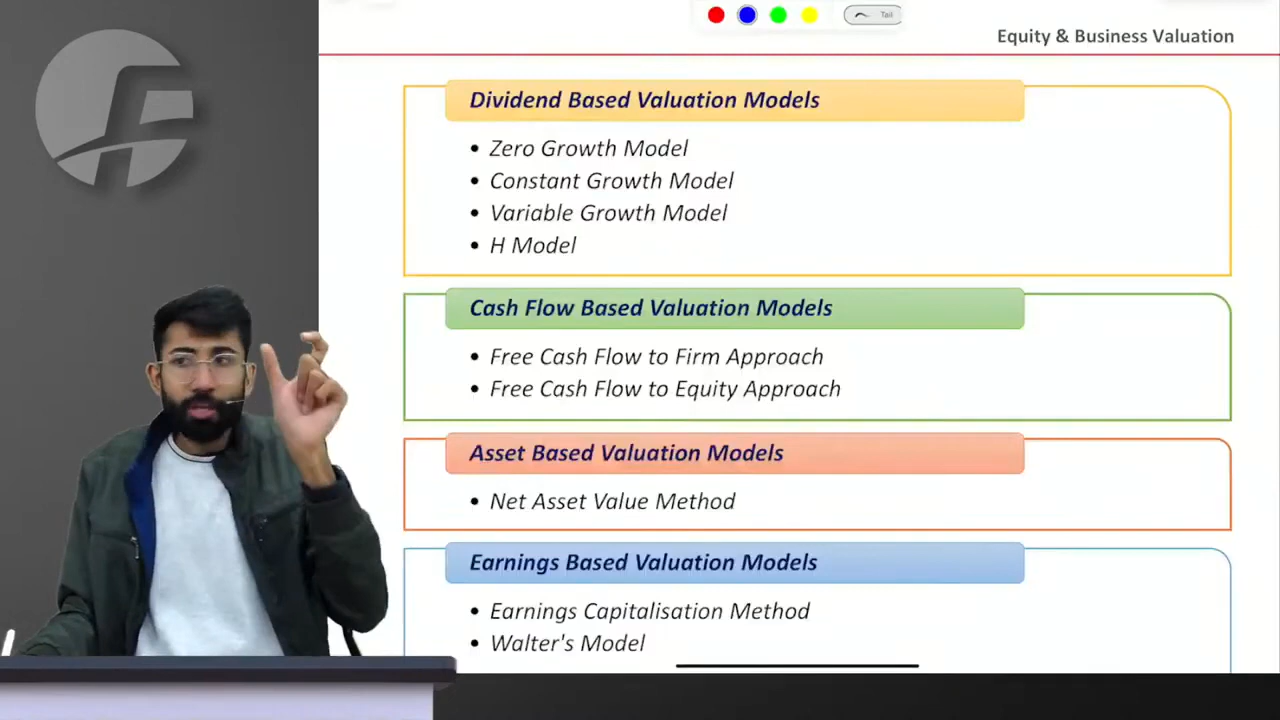 Tail
Equity & Business Valuation
Dividend Based Valuation Models
• Zero Growth Model
• Constant Growth Model
• Variable Growth Model
• H Model
Cash Flow Based Valuation Models
• Free Cash Flow to Firm Approach
• Free Cash Flow to Equity Approach
Asset Based Valuation Models
• Net Asset Value Method
Earnings Based Valuation Models
• Earnings Capitalisation Method
• Walter's Model